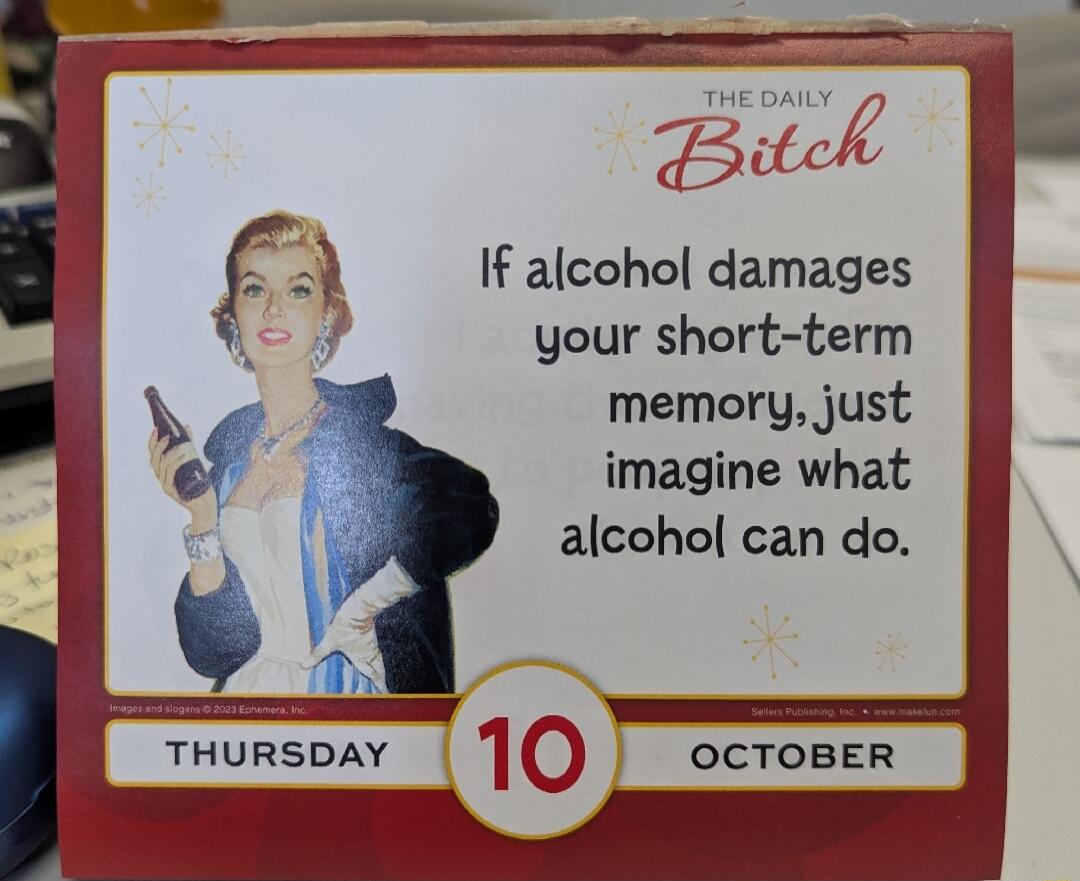 THE DAILY
Bitch
If alcohol damages
your short-term
memory, just
imagine what
alcohol can do.
Images and slogans © 2023 Ephemera, Inc.
Sellers Publishing, Inc. • www.makefun.com
THURSDAY
10
OCTOBER